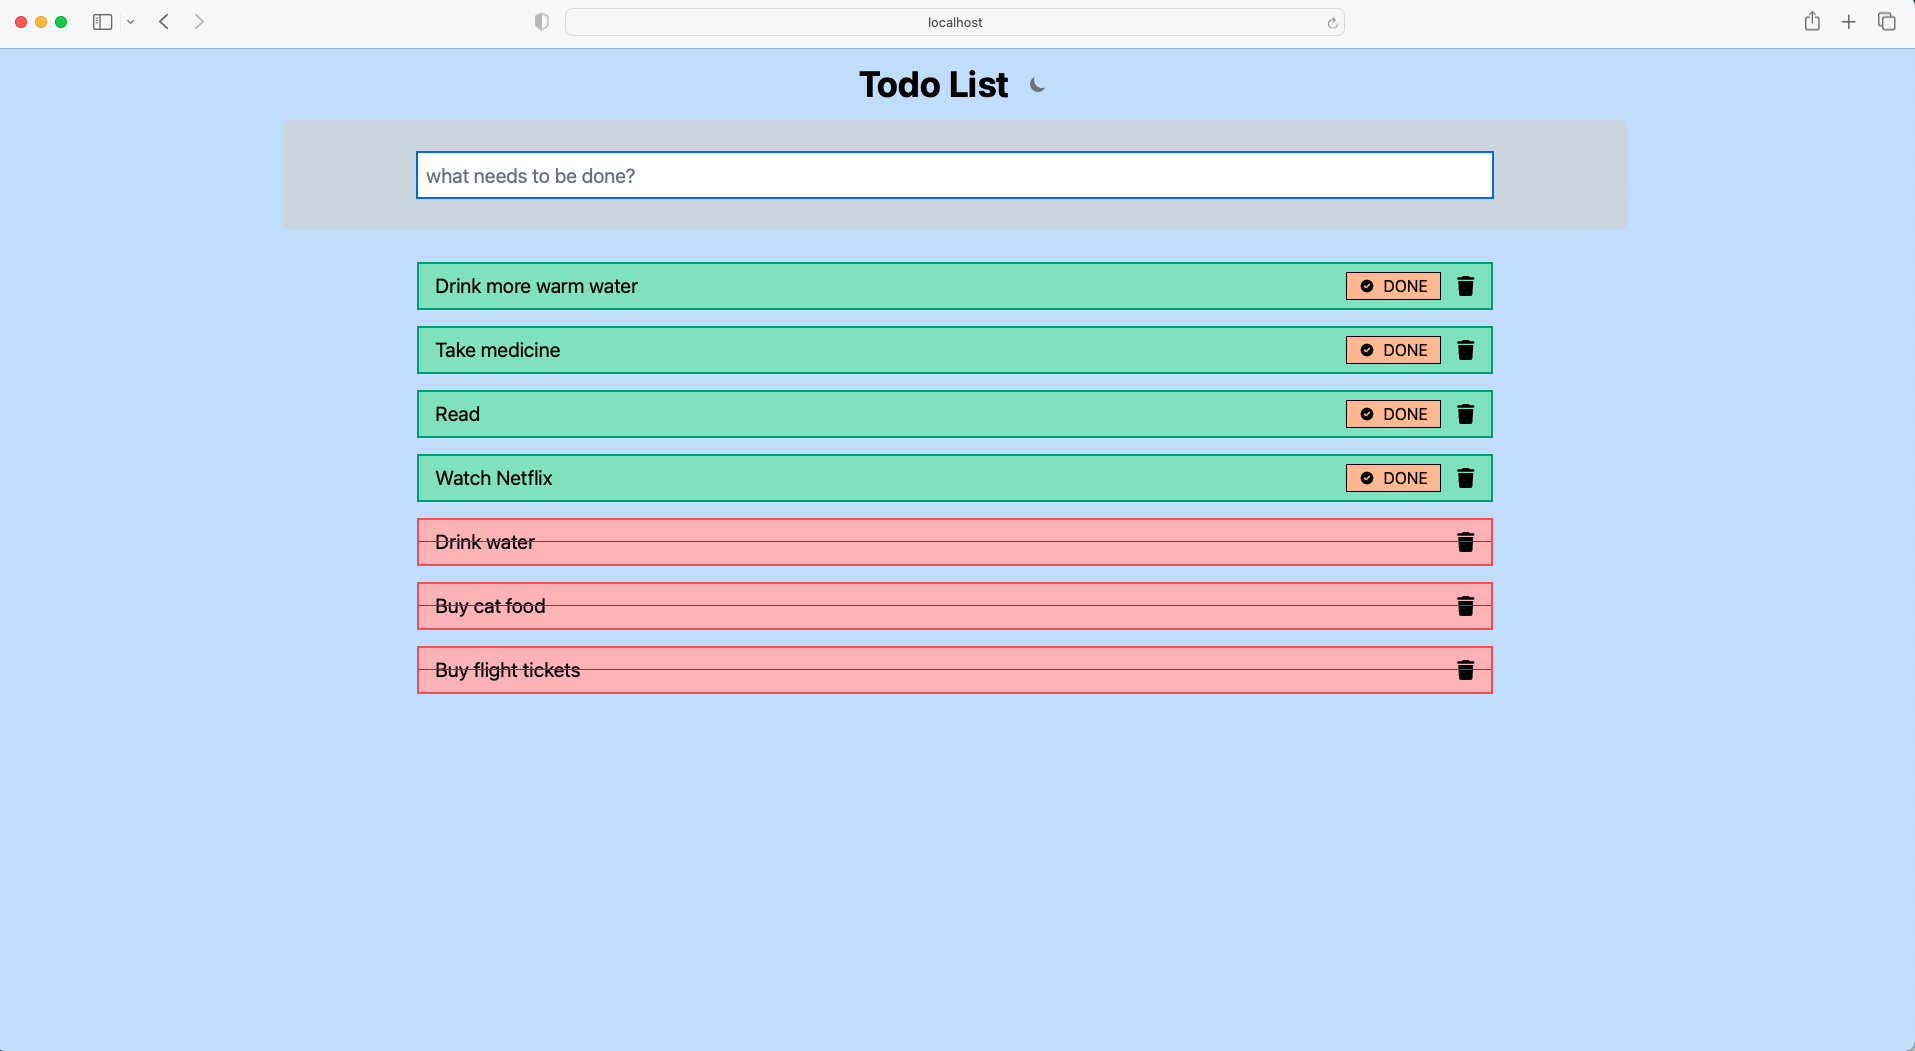 localhost
Todo List
what needs to be done?
Drink more warm water DONE
Take medicine DONE
Read DONE
Watch Netflix DONE
Drink water
Buy cat food
Buy flight tickets